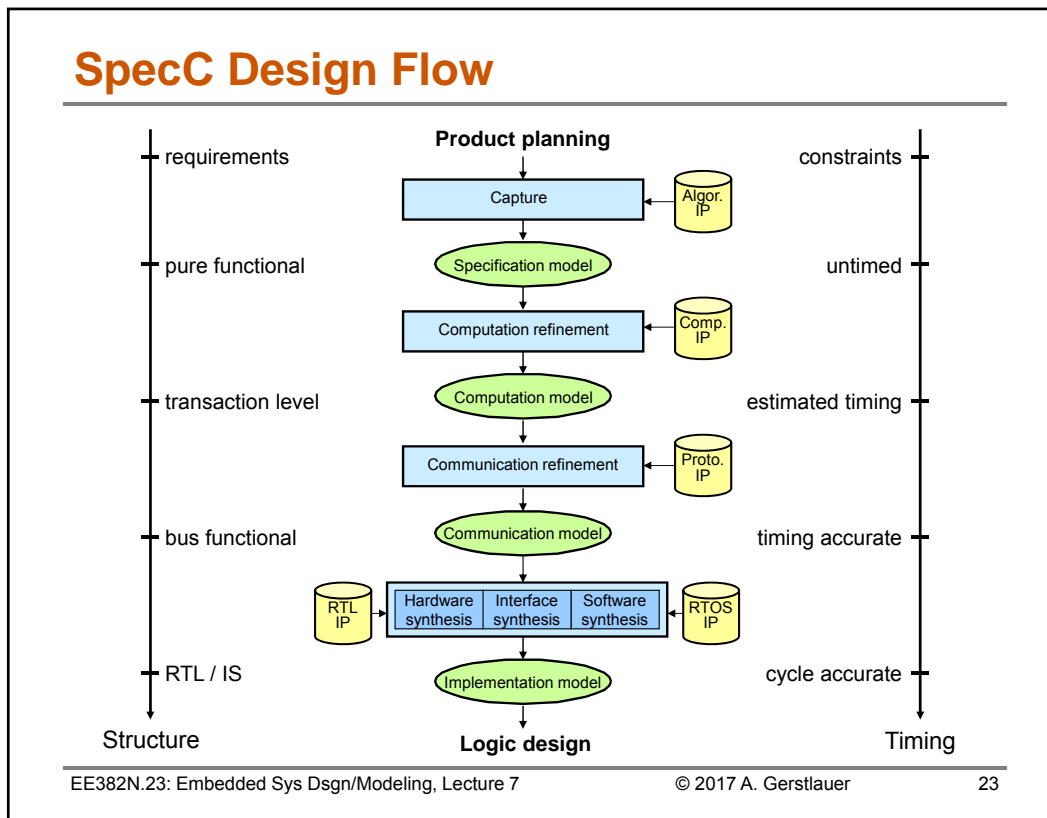 SpecC Design Flow
Product planning
requirements
constraints
Capture
Algor.
IP
pure functional
Specification model
untimed
Computation refinement
Comp.
IP
transaction level
Computation model
estimated timing
Communication refinement
Proto.
IP
bus functional
Communication model
timing accurate
RTL
IP
Hardware
synthesis
Interface
synthesis
Software
synthesis
RTOS
IP
RTL / IS
Implementation model
cycle accurate
Structure
Logic design
Timing
EE382N.23: Embedded Sys Dsgn/Modeling, Lecture 7
© 2017 A. Gerstlauer
23